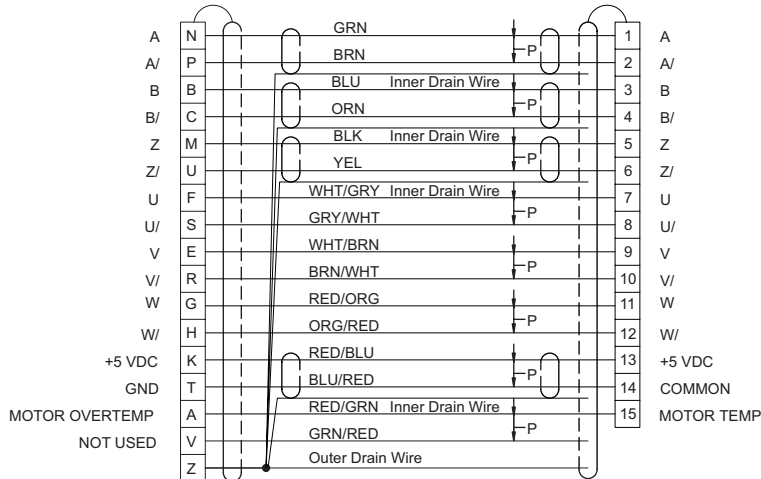 A N GRN 1 A
A/ P BRN P 2 A/
B B BLU Inner Drain Wire 3 B
B/ C ORN P 4 B/
Z M BLK Inner Drain Wire 5 Z
Z/ U YEL P 6 Z/
U F WHT/GRY Inner Drain Wire 7 U
U/ S GRY/WHT P 8 U/
V E WHT/BRN 9 V
V/ R BRN/WHT P 10 V/
W G RED/ORG 11 W
W/ H ORG/RED P 12 W/
+5 VDC K RED/BLU 13 +5 VDC
GND T BLU/RED P 14 COMMON
MOTOR OVERTEMP A RED/GRN Inner Drain Wire 15 MOTOR TEMP
NOT USED V GRN/RED P
Z Outer Drain Wire